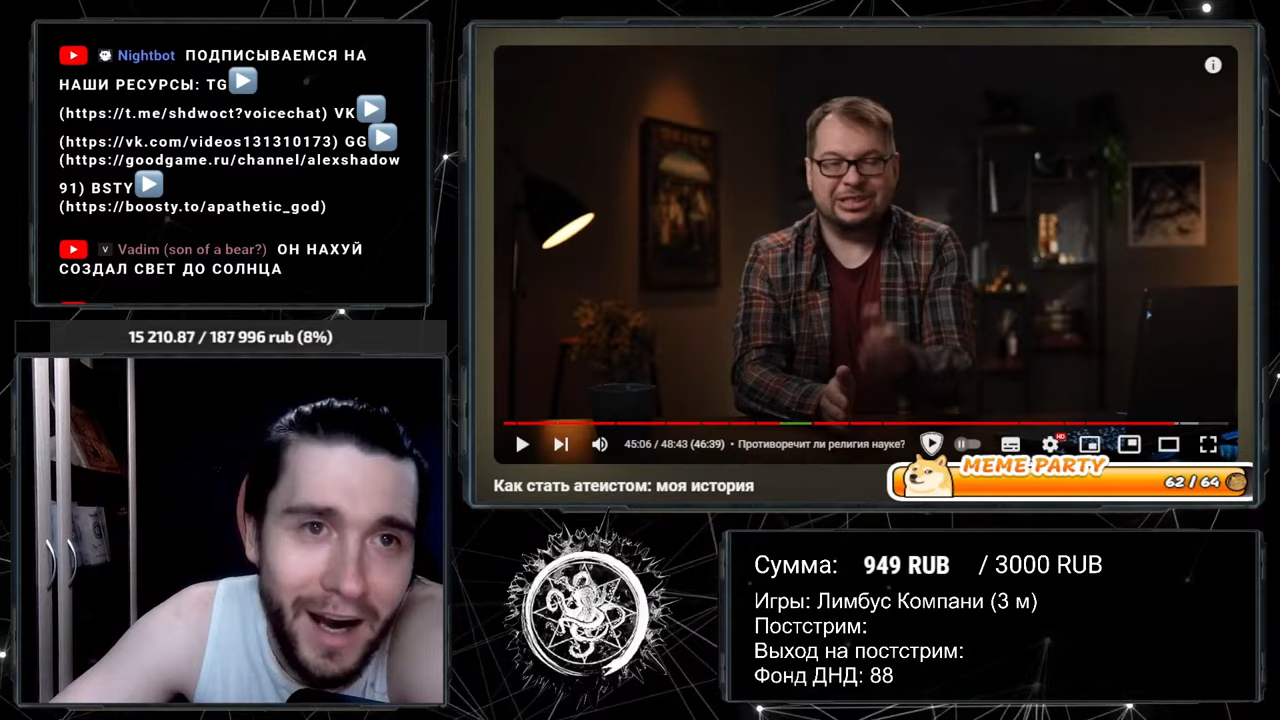 Nightbot ПОДПИСЫВАЕМСЯ НА
НАШИ РЕСУРСЫ: TG
(https://t.me/shdwoct?voicechat) VK
(https://vk.com/videos131310173) GG
(https://goodgame.ru/channel/alexshadow
91) BSTY
(https://boosty.to/apathetic_god)
V Vadim (son of a bear?) ОН НАХУЙ
СОЗДАЛ СВЕТ ДО СОЛНЦА
15 210.87 / 187 996 rub (8%)
45:06 / 48:43 (46:39) • Противоречит ли религия науке?
HD
Как стать атеистом: моя история
MEME PARTY
62 / 64
Сумма: 949 RUB / 3000 RUB
Игры: Лимбус Компани (3 м)
Постстрим:
Выход на постстрим:
Фонд ДНД: 88